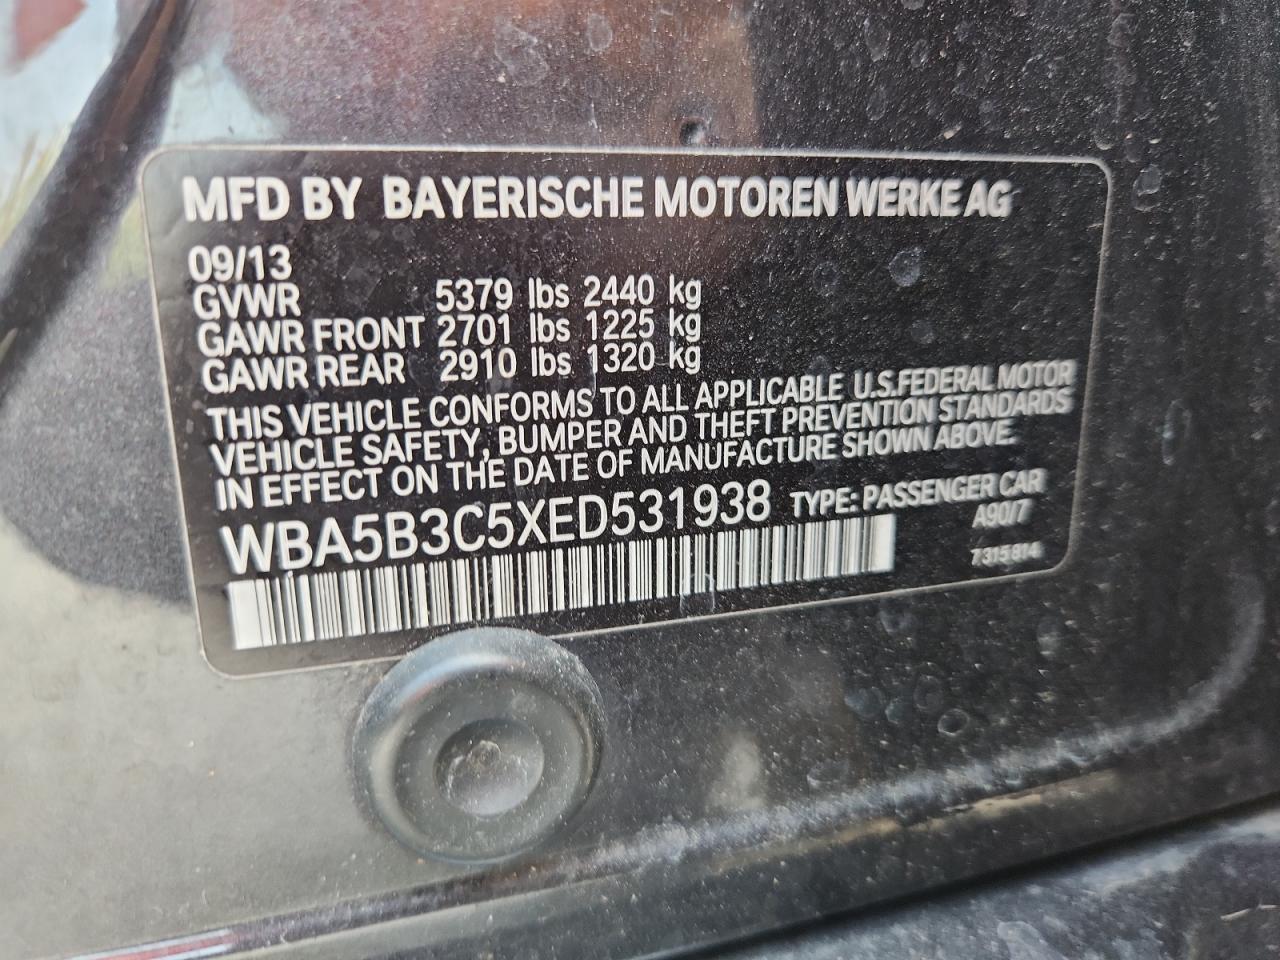 MFD BY BAYERISCHE MOTOREN WERKE AG
09/13
GVWR 5379 lbs 2440 kg
GAWR FRONT 2701 lbs 1225 kg
GAWR REAR 2910 lbs 1320 kg
THIS VEHICLE CONFORMS TO ALL APPLICABLE U.S.FEDERAL MOTOR
VEHICLE SAFETY, BUMPER AND THEFT PREVENTION STANDARDS
IN EFFECT ON THE DATE OF MANUFACTURE SHOWN ABOVE.
WBA5B3C5XED531938 TYPE: PASSENGER CAR
A90/7
7315814